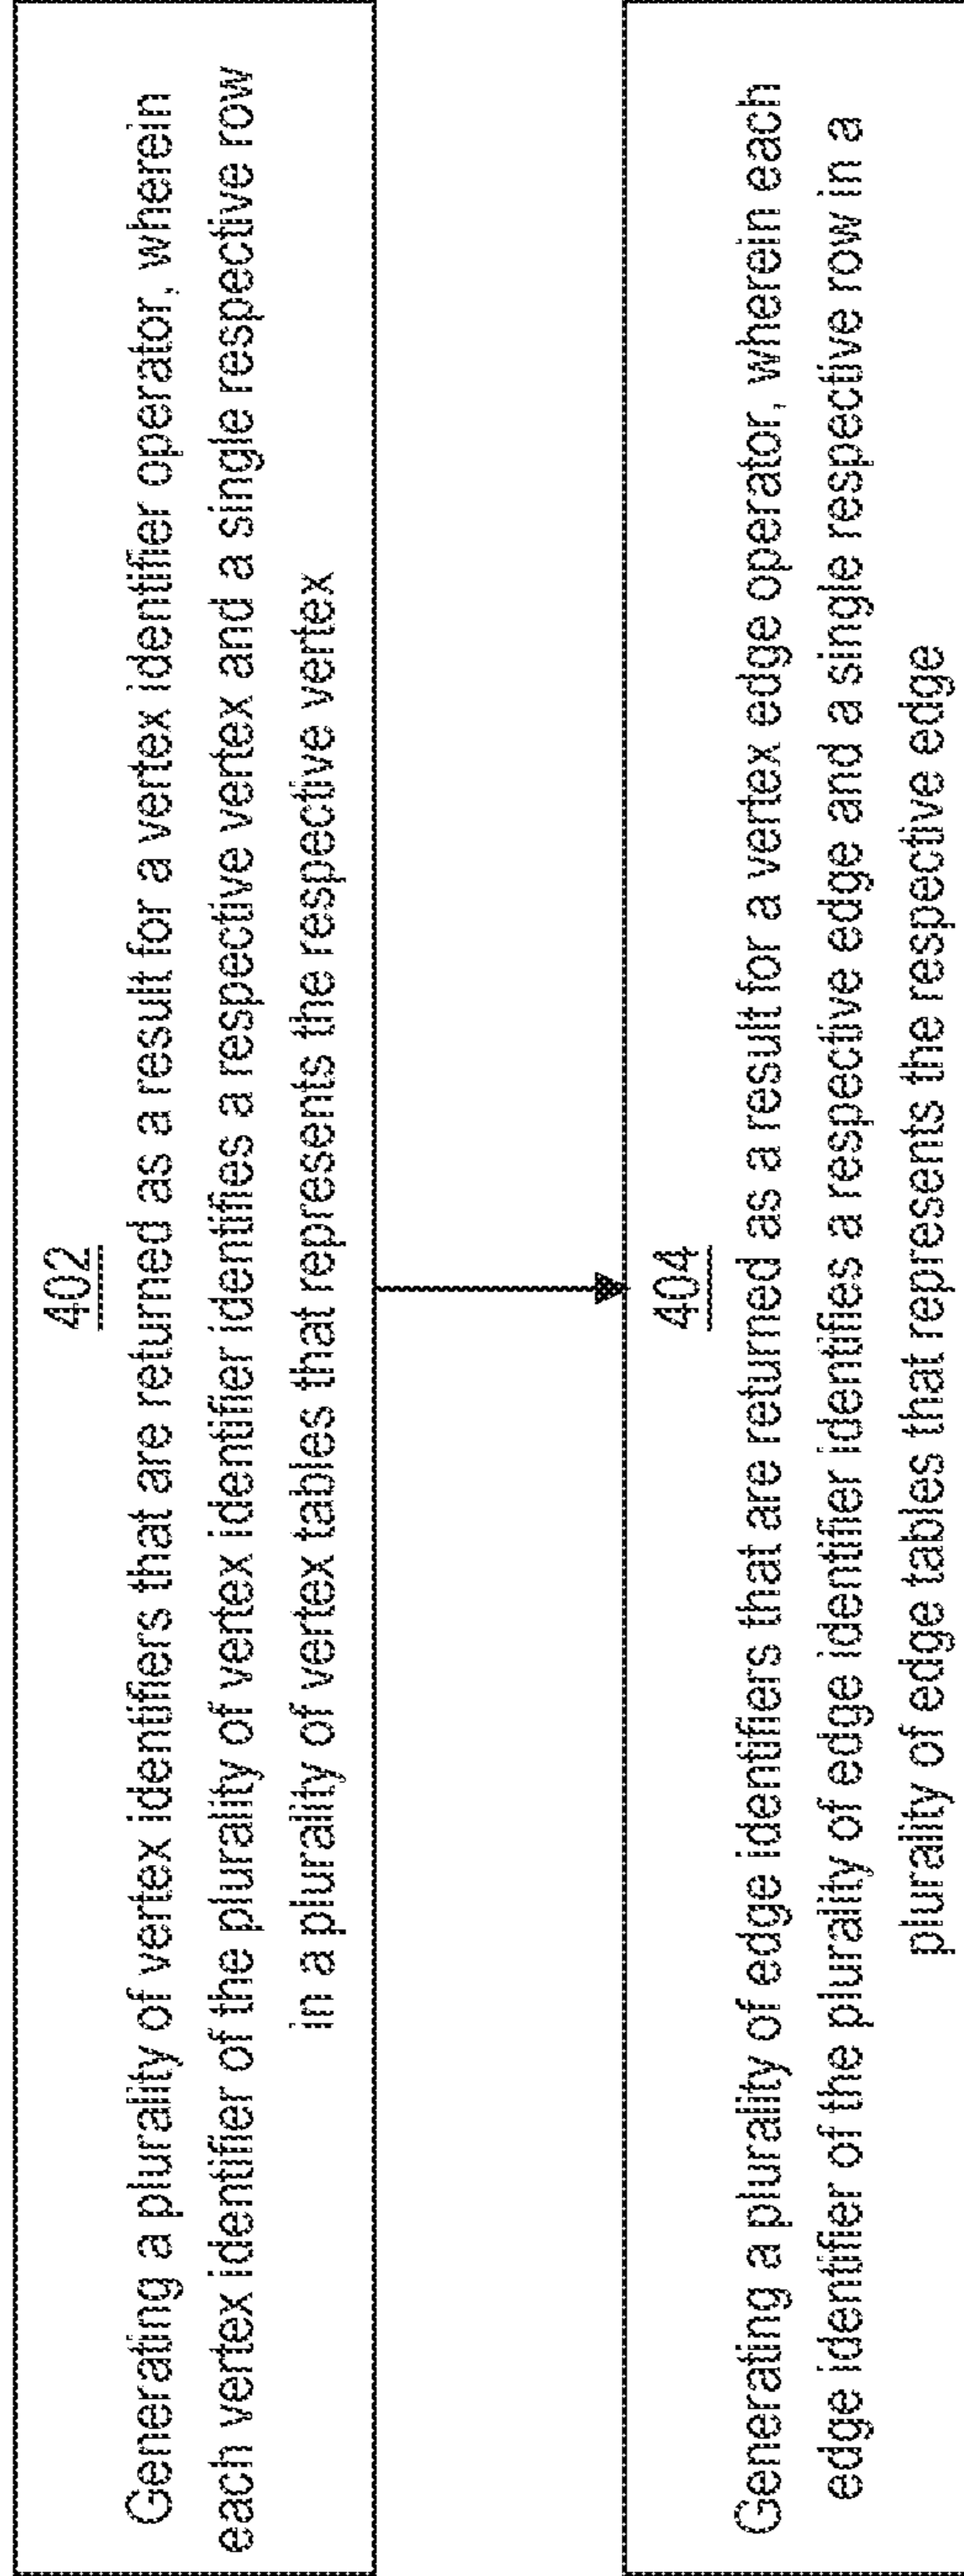 402
Generating a plurality of vertex identifiers that are returned as a result for a vertex identifier operator, wherein
each vertex identifier of the plurality of vertex identifier identifies a respective vertex and a single respective row
in a plurality of vertex tables that represents the respective vertex
404
Generating a plurality of edge identifiers that are returned as a result for a vertex edge operator, wherein each
edge identifier of the plurality of edge identifier identifies a respective edge and a single respective row in a
plurality of edge tables that represents the respective edge